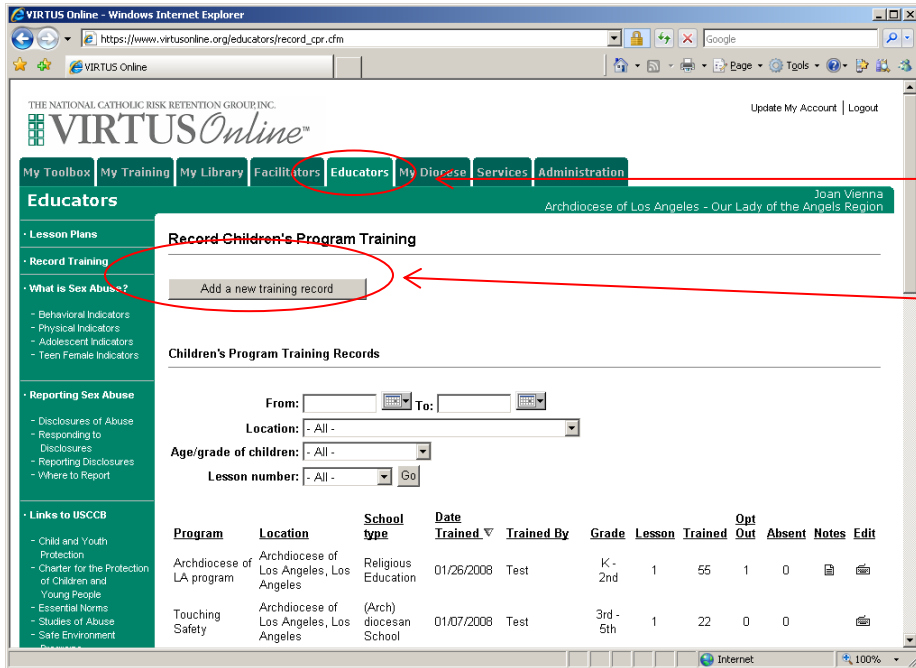 VIRTUS Online - Windows Internet Explorer
https://www.virtusonline.org/educators/record_cpr.cfm
Google
VIRTUS Online
Page
Tools
THE NATIONAL CATHOLIC RISK RETENTION GROUP, INC.
VIRTUS Online™
Update My Account | Logout
My Toolbox My Training My Library Facilitators Educators My Diocese Services Administration
Educators
Joan Vienna
Archdiocese of Los Angeles - Our Lady of the Angels Region
· Lesson Plans
· Record Training
· What is Sex Abuse?
- Behavioral Indicators
- Physical Indicators
- Adolescent Indicators
- Teen Female Indicators
· Reporting Sex Abuse
- Disclosures of Abuse
- Responding to
Disclosures
- Reporting Disclosures
- Where to Report
· Links to USCCB
- Child and Youth
Protection
- Charter for the Protection
of Children and
Young People
- Essential Norms
- Studies of Abuse
- Safe Environment
Record Children's Program Training
Add a new training record
Children's Program Training Records
From: To:
Location: - All -
Age/grade of children: - All -
Lesson number: - All - Go
Program Location School type Date Trained Trained By Grade Lesson Trained Opt Out Absent Notes Edit
Archdiocese of LA program Archdiocese of Los Angeles, Los Angeles Religious Education 01/26/2008 Test K - 2nd 1 55 1 0
Touching Safety Archdiocese of Los Angeles, Los Angeles (Arch) diocesan School 01/07/2008 Test 3rd - 5th 1 22 0 0
Internet
100%